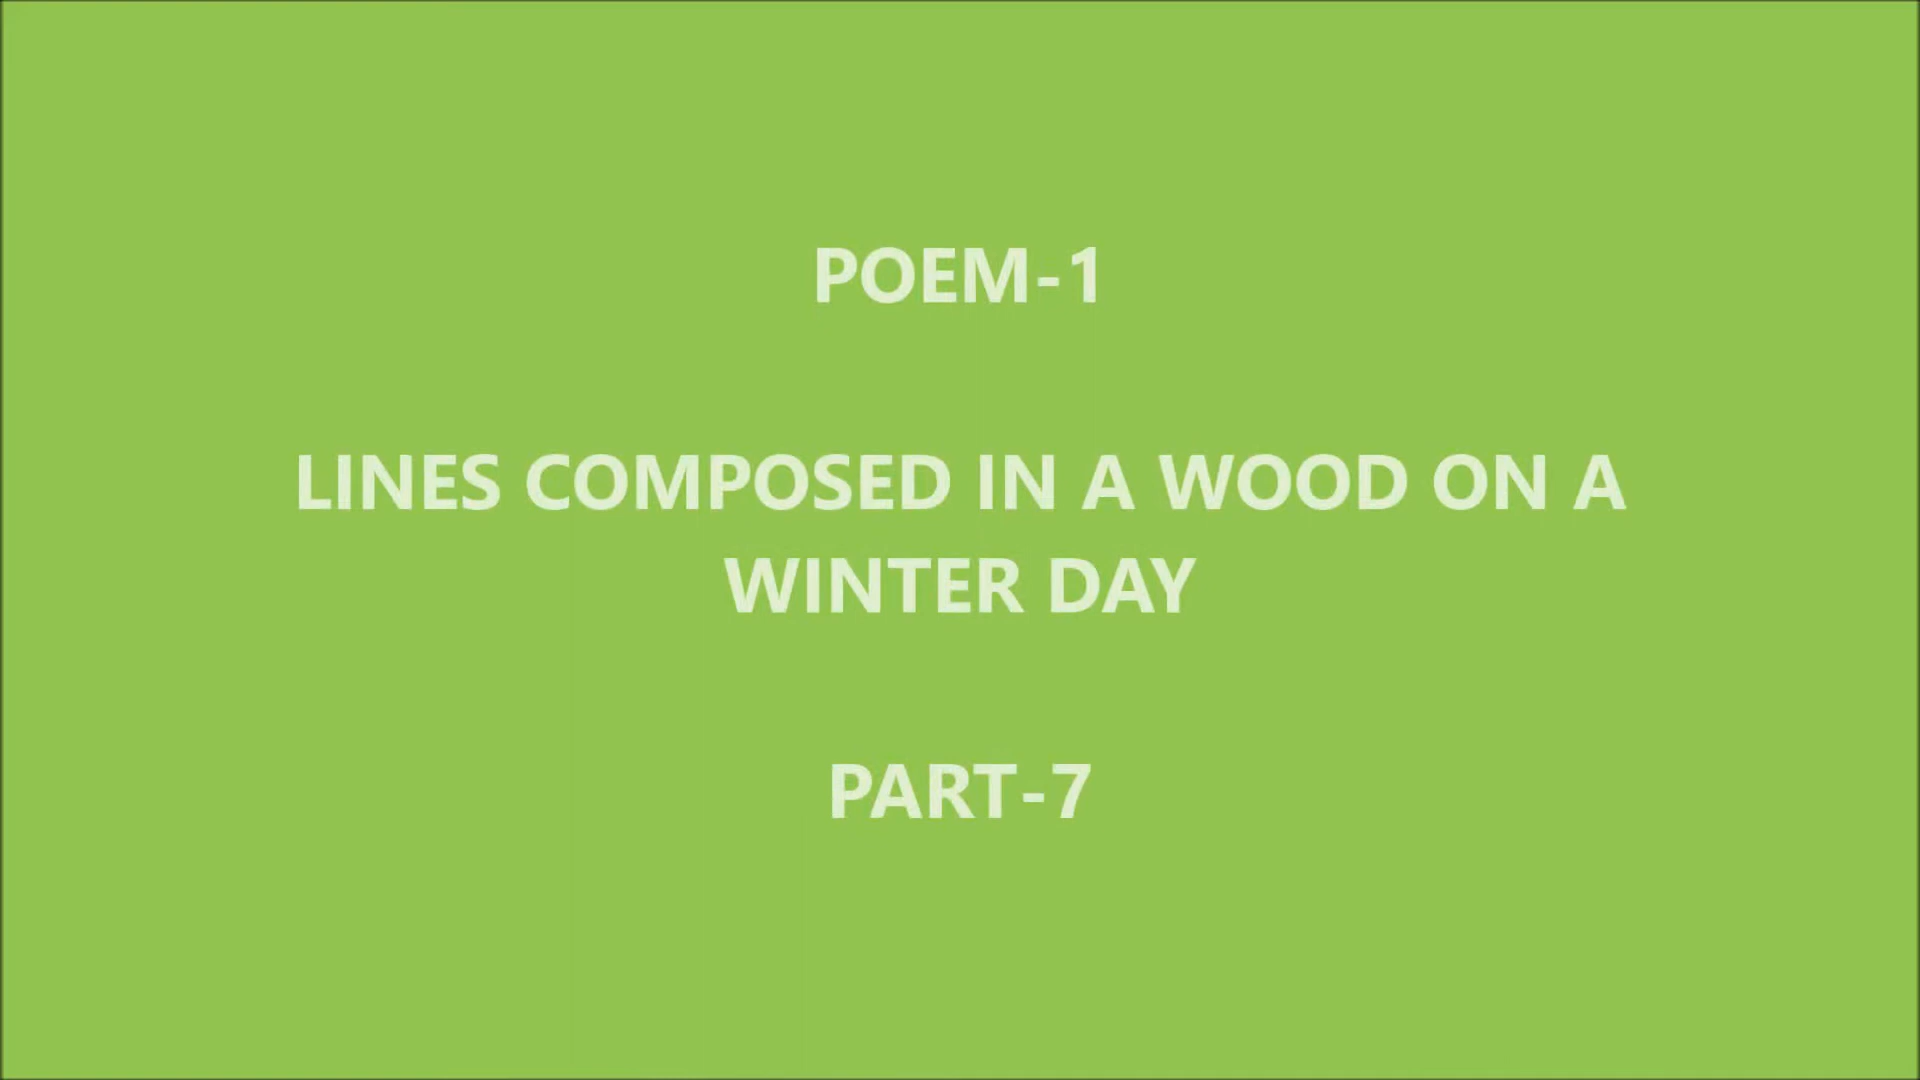 POEM-1
LINES COMPOSED IN A WOOD ON A
WINTER DAY
PART-7